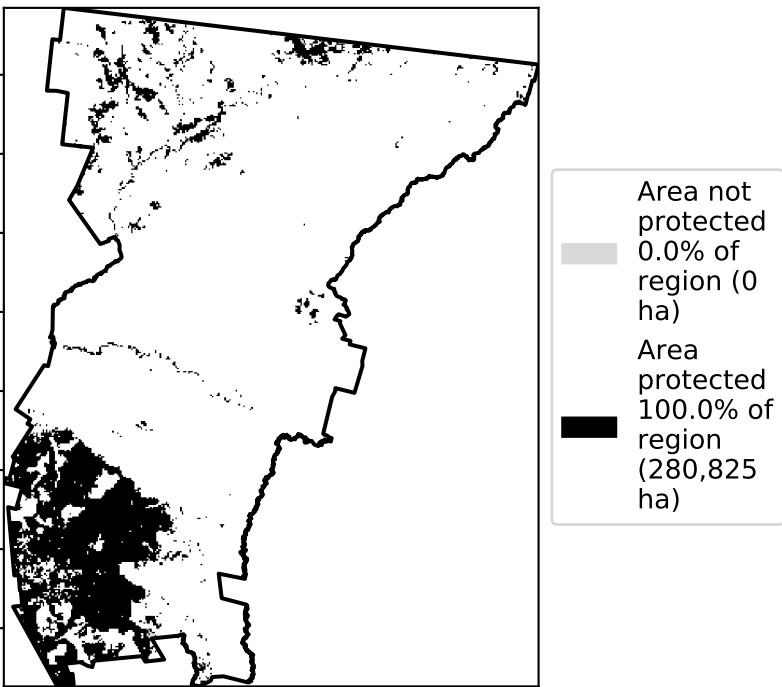 Area not
protected
0.0% of
region (0
ha)
Area
protected
100.0% of
region
(280,825
ha)